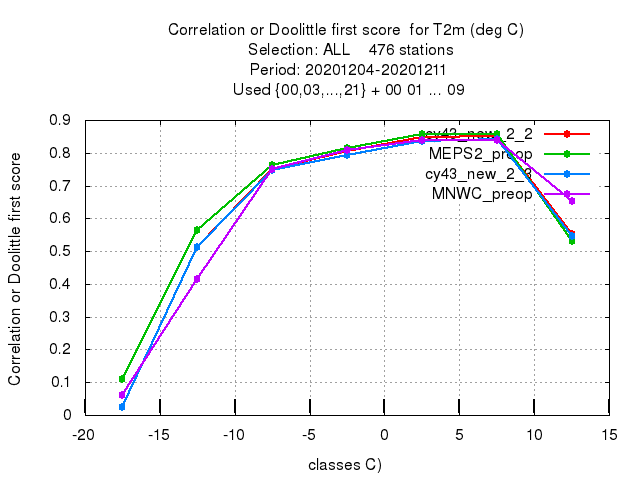 Correlation or Doolittle first score  for T2m (deg C)
Selection: ALL    476 stations
Period: 20201204-20201211
Used {00,03,...,21} + 00 01 ... 09
Correlation or Doolittle first score
0.9
0.8
0.7
0.6
0.5
0.4
0.3
0.2
0.1
0
cy43_new_2_2
MEPS2_preop
cy43_new_2_3
MNWC_preop
-20 -15 -10 -5 0 5 10 15
classes C)